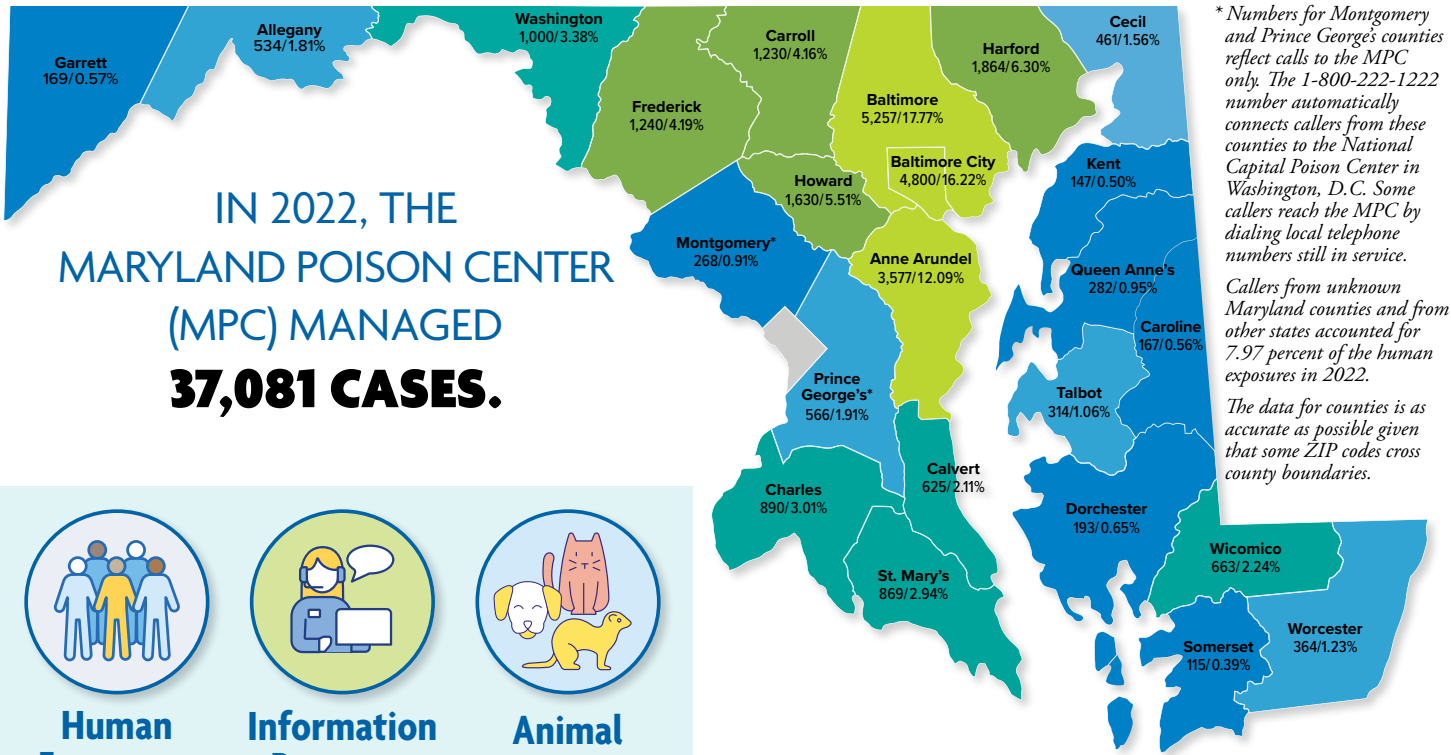 Garrett
169/0.57%
Allegany
534/1.81%
Washington
1,000/3.38%
Frederick
1,240/4.19%
Carroll
1,230/4.16%
Baltimore
5,257/17.77%
Baltimore City
4,800/16.22%
Harford
1,864/6.30%
Cecil
461/1.56%
Howard
1,630/5.51%
Montgomery*
268/0.91%
Anne Arundel
3,577/12.09%
Prince
George's*
566/1.91%
Charles
890/3.01%
Calvert
625/2.11%
St. Mary's
869/2.94%
Kent
147/0.50%
Queen Anne's
282/0.95%
Caroline
167/0.56%
Talbot
314/1.06%
Dorchester
193/0.65%
Wicomico
663/2.24%
Somerset
115/0.39%
Worcester
364/1.23%
IN 2022, THE
MARYLAND POISON CENTER
(MPC) MANAGED
37,081 CASES.
* Numbers for Montgomery
and Prince George's counties
reflect calls to the MPC
only. The 1-800-222-1222
number automatically
connects callers from these
counties to the National
Capital Poison Center in
Washington, D.C. Some
callers reach the MPC by
dialing local telephone
numbers still in service.
Callers from unknown
Maryland counties and from
other states accounted for
7.97 percent of the human
exposures in 2022.
The data for counties is as
accurate as possible given
that some ZIP codes cross
county boundaries.
Human
Information
Animal